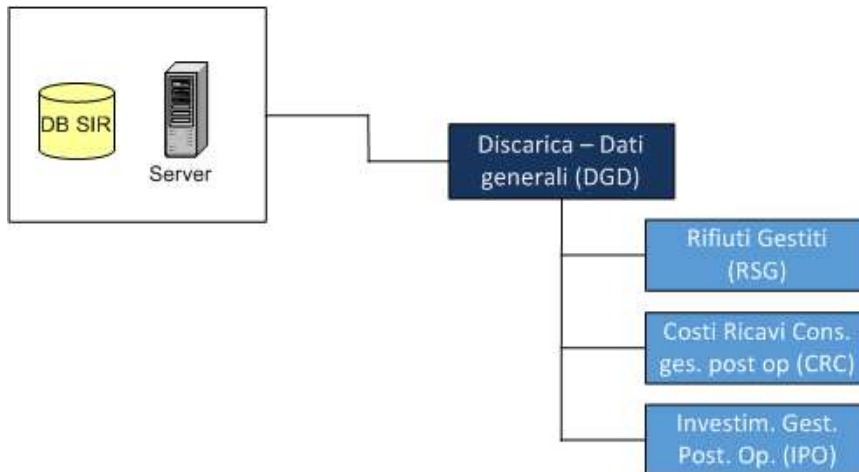 DB SIR
Server
Discarica – Dati
generali (DGD)
Rifiuti Gestiti
(RSG)
Costi Ricavi Cons.
ges. post op (CRC)
Investim. Gest.
Post. Op. (IPO)